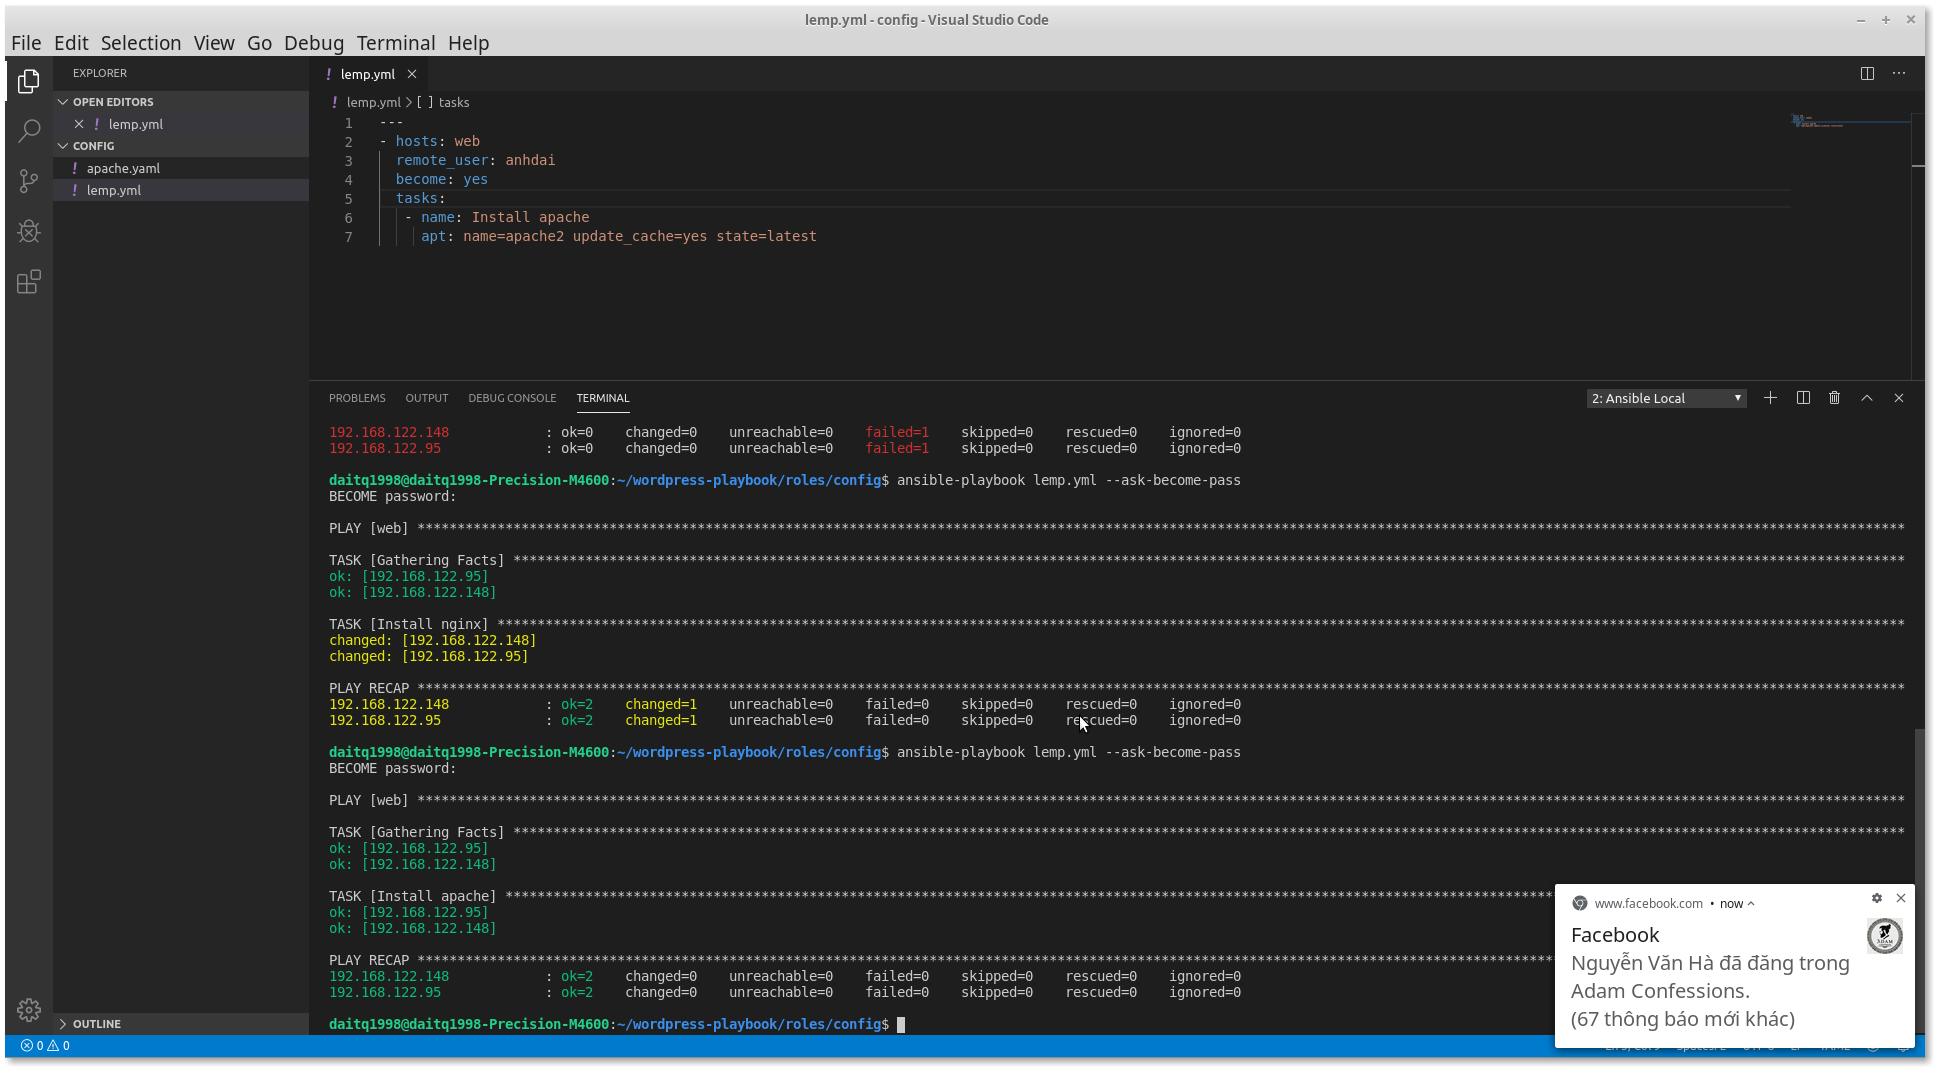 lemp.yml - config - Visual Studio Code
File Edit Selection View Go Debug Terminal Help
EXPLORER
OPEN EDITORS
lemp.yml
CONFIG
apache.yaml
lemp.yml
OUTLINE
lemp.yml
lemp.yml > [ ] tasks
1 ---
2 - hosts: web
3 remote_user: anhdai
4 become: yes
5 tasks:
6 - name: Install apache
7 apt: name=apache2 update_cache=yes state=latest
PROBLEMS OUTPUT DEBUG CONSOLE TERMINAL 2: Ansible Local
192.168.122.148 : ok=0 changed=0 unreachable=0 failed=1 skipped=0 rescued=0 ignored=0
192.168.122.95 : ok=0 changed=0 unreachable=0 failed=1 skipped=0 rescued=0 ignored=0
daitq1998@daitq1998-Precision-M4600:~/wordpress-playbook/roles/config$ ansible-playbook lemp.yml --ask-become-pass
BECOME password:
PLAY [web] ****
TASK [Gathering Facts] ****
ok: [192.168.122.95]
ok: [192.168.122.148]
TASK [Install nginx] ****
changed: [192.168.122.148]
changed: [192.168.122.95]
PLAY RECAP ****
192.168.122.148 : ok=2 changed=1 unreachable=0 failed=0 skipped=0 rescued=0 ignored=0
192.168.122.95 : ok=2 changed=1 unreachable=0 failed=0 skipped=0 rescued=0 ignored=0
daitq1998@daitq1998-Precision-M4600:~/wordpress-playbook/roles/config$ ansible-playbook lemp.yml --ask-become-pass
BECOME password:
PLAY [web] ****
TASK [Gathering Facts] ****
ok: [192.168.122.95]
ok: [192.168.122.148]
TASK [Install apache] ****
ok: [192.168.122.95]
ok: [192.168.122.148]
PLAY RECAP ****
192.168.122.148 : ok=2 changed=0 unreachable=0 failed=0 skipped=0 rescued=0 ignored=0
192.168.122.95 : ok=2 changed=0 unreachable=0 failed=0 skipped=0 rescued=0 ignored=0
daitq1998@daitq1998-Precision-M4600:~/wordpress-playbook/roles/config$
www.facebook.com • now
Facebook
Nguyễn Văn Hà đã đăng trong
Adam Confessions.
(67 thông báo mới khác)
ADAM
0 0